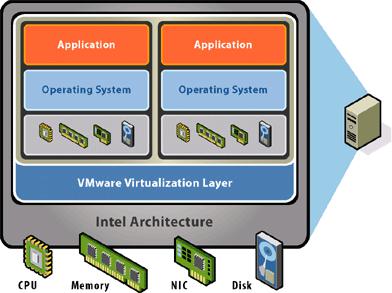 Application Application
Operating System Operating System
VMware Virtualization Layer
Intel Architecture
CPU Memory NIC Disk